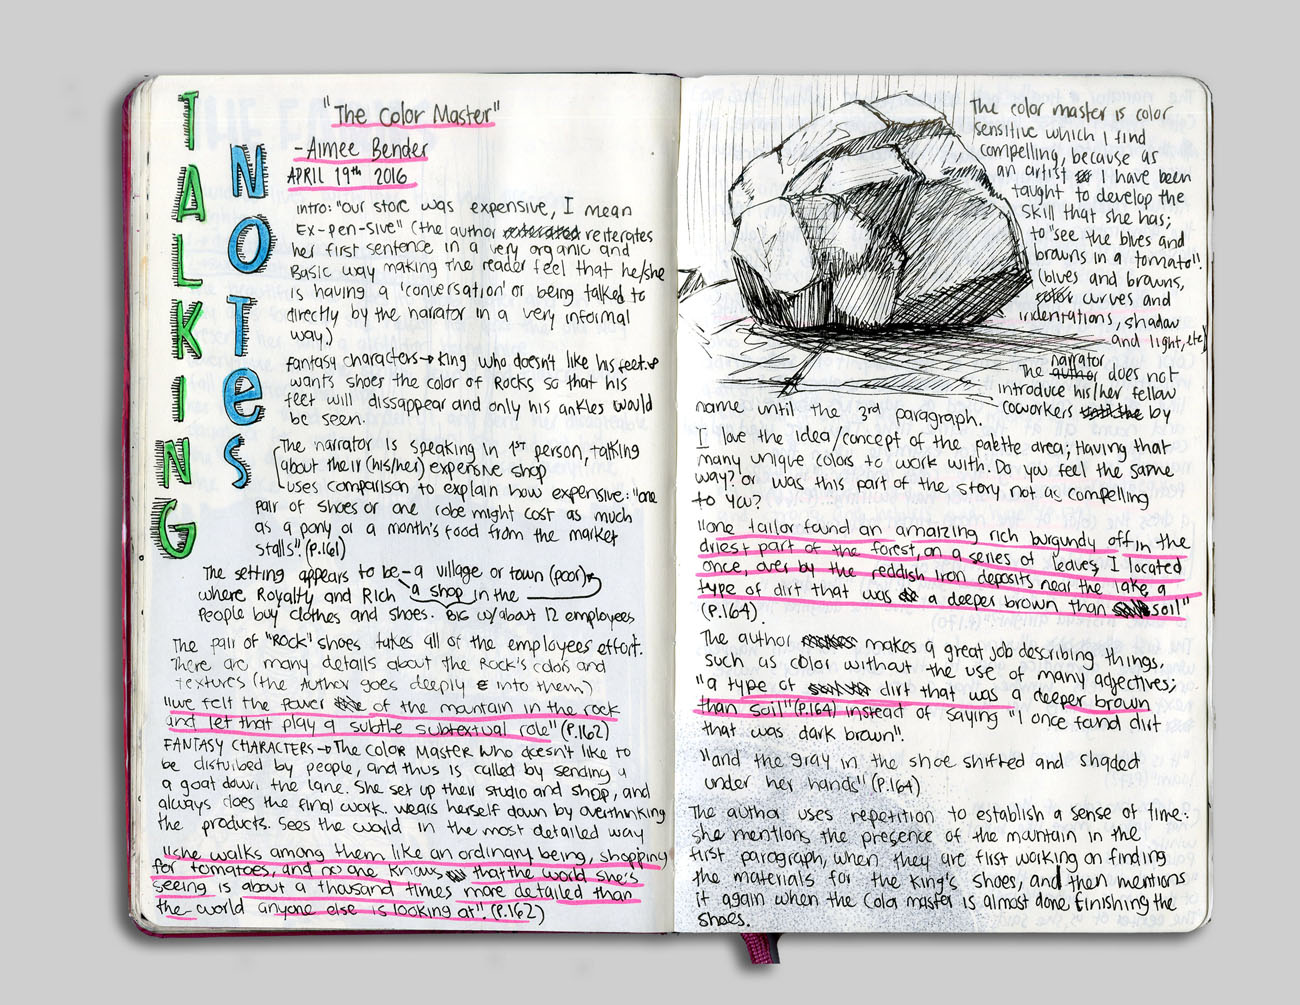 TALKING
NOTeS
"The Color Master"
-Aimee Bender
APRIL 19th 2016
intro: "Our store was expensive, I mean
Ex-pen-sive" (the author reiterates
her first sentence in a very organic and
Basic way making the reader feel that he/she
is having a 'conversation' or being talked to
directly by the narrator in a very informal
way.)
fantasy characters → King who doesn't like his feet &
wants shoes the color of Rocks so that his
feet will dissappear and only his ankles would
be seen.
The narrator is speaking in 1st person, talking
about their (his/her) expensive shop
uses comparison to explain how expensive: "one
pair of shoes or one robe might cost as much
as a pony or a month's food from the market
stalls". (P.161)
The setting appears to be - a village or town (poor)
where Royalty and Rich a shop in the
People buy clothes and shoes. BIG w/about 12 employees
The pair of "Rock" shoes takes all of the employees effort.
There are many details about the Rock's colors and
textures (the Author goes deeply into them)
"we felt the power of the mountain in the rock
and let that play a subtle subtextual role" (P.162)
FANTASY CHARACTERS → The COLOR MASTER who doesn't like to
be disturbed by people, and thus is called by sending a
a goat down the lane. She set up their studio and shop, and
always does the final work. wears herself down by overthinking
the products. Sees the world in the most detailed way
"she walks among them like an ordinary being, shopping
for tomatoes, and no one knows that the world she's
seeing is about a thousand times more detailed than
the world anyone else is looking at". (P.162)
The color master is color
sensitive which I find
compelling, because as
an artist I have been
taught to develop the
skill that she has;
to "see the blues and
browns in a tomato".
(blues and browns,
curves and
indentations, shadow
and light, etc)
narrator
The author does not
introduce his/her fellow
coworkers by
name until the 3rd paragraph.
I love the idea/concept of the palette area; Having that
many unique colors to work with. Do you feel the same
way? or was this part of the story not as compelling
to you?
"one tailor found an amaizing rich burgundy off in the
driest part of the forest, on a series of leaves; I located
once, over by the reddish iron deposits near the lake, a
type of dirt that was a deeper brown than soil"
(P.164).
The author makes a great job describing things,
such as color without the use of many adjectives;
"a type of dirt that was a deeper brown
than soil" (P.164) instead of saying "I once found dirt
that was dark brown".
"and the gray in the shoe shifted and shaded
under her hands" (P.164)
The author uses repetition to establish a sense of time:
she mentions the presence of the mountain in the
first paragraph, when they are first working on finding
the materials for the King's shoes, and then mentions
it again when the Color master is almost done finishing the
shoes.